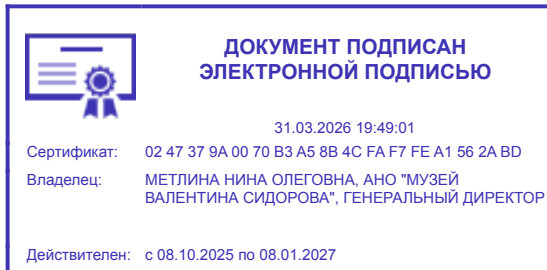 ДОКУМЕНТ ПОДПИСАН
ЭЛЕКТРОННОЙ ПОДПИСЬЮ
31.03.2026 19:49:01
Сертификат: 02 47 37 9A 00 70 B3 A5 8B 4C FA F7 FE A1 56 2A BD
Владелец: МЕТЛИНА НИНА ОЛЕГОВНА, АНО "МУЗЕЙ
ВАЛЕНТИНА СИДОРОВА", ГЕНЕРАЛЬНЫЙ ДИРЕКТОР
Действителен: с 08.10.2025 по 08.01.2027